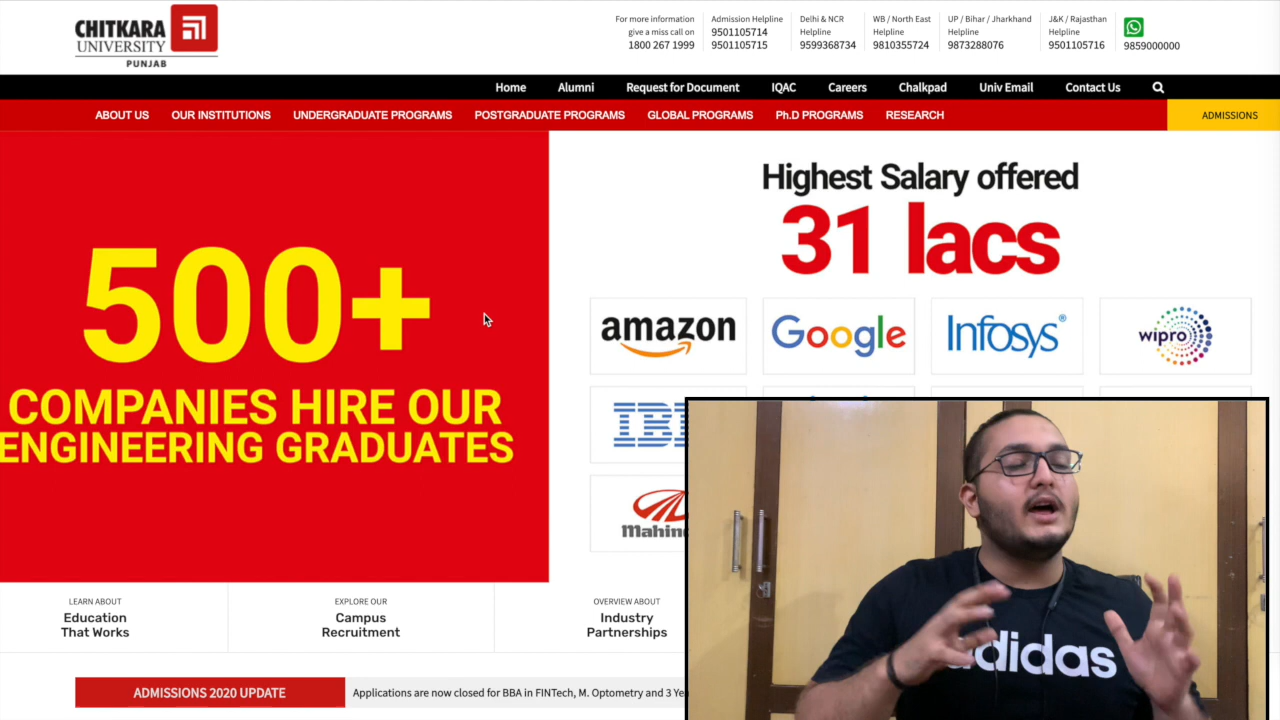 CHITKARA
UNIVERSITY
PUNJAB
For more information
give a miss call on
1800 267 1999
Admission Helpline
9501105714
9501105715
Delhi & NCR
Helpline
9599368734
WB / North East
Helpline
9810355724
UP / Bihar / Jharkhand
Helpline
9873288076
J&K / Rajasthan
Helpline
9501105716
9859000000
Home Alumni Request for Document IQAC Careers Chalkpad Univ Email Contact Us
ABOUT US OUR INSTITUTIONS UNDERGRADUATE PROGRAMS POSTGRADUATE PROGRAMS GLOBAL PROGRAMS Ph.D PROGRAMS RESEARCH ADMISSIONS
500+
COMPANIES HIRE OUR
ENGINEERING GRADUATES
Highest Salary offered
31 lacs
amazon Google Infosys® wipro
adidas
LEARN ABOUT
Education
That Works
EXPLORE OUR
Campus
Recruitment
OVERVIEW ABOUT
Industry
Partnerships
ADMISSIONS 2020 UPDATE
Applications are now closed for BBA in FINTech, M. Optometry and 3